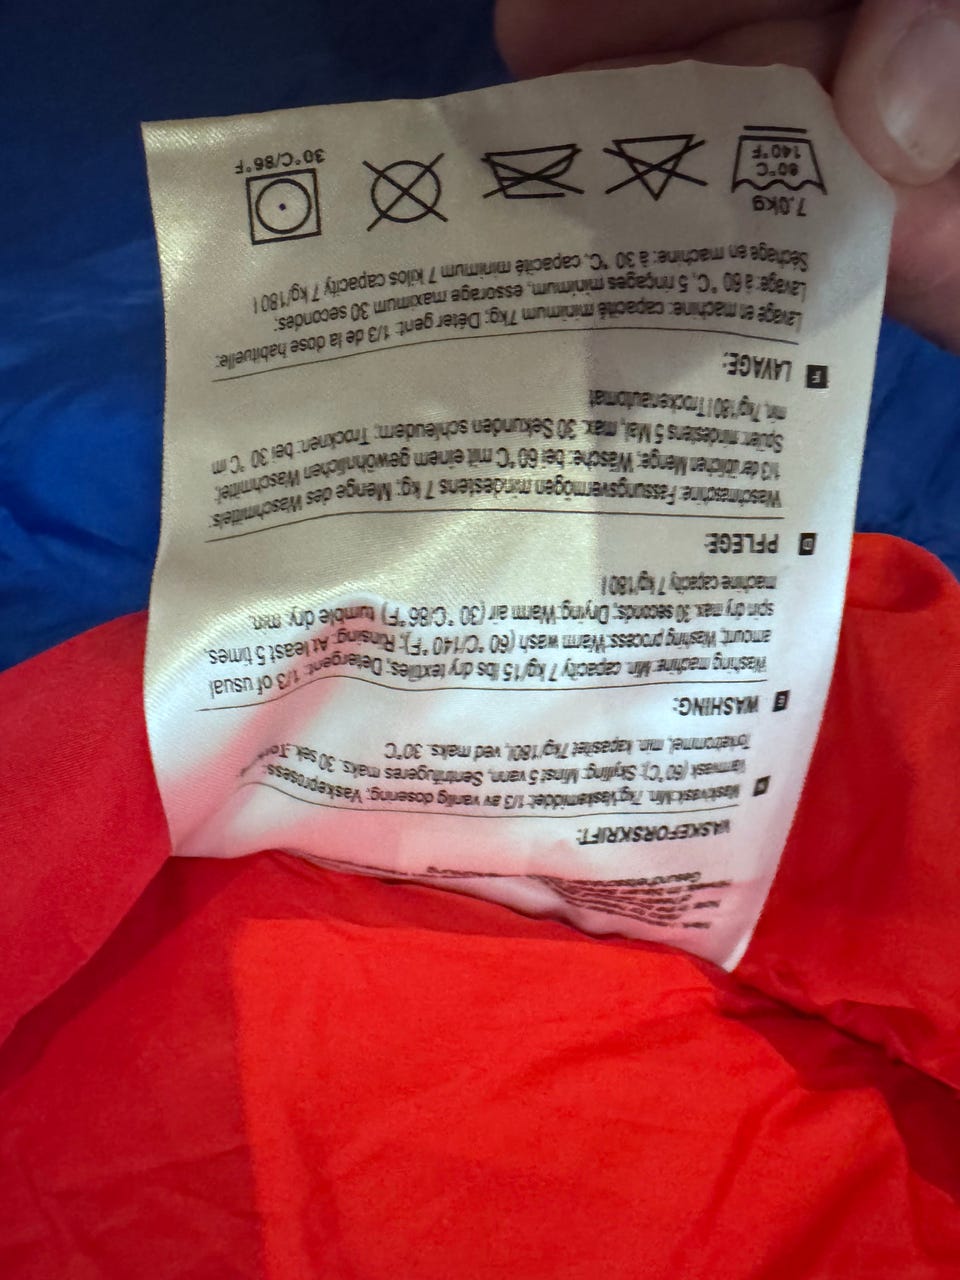 VASKEFORSKRIFT:
N Vaskivask: Min. 7kg: Vaskemiddel: 1/3 av vanlig dosering, Vaskeprosess:
Varmvask (60 °C); Skylling: Minst 5 vann, Sentrifugeres maks. 30 sek.
Tørketrommel, min. kapasitet 7kg/180l, ved maks. 30°C
E WASHING:
Washing machine: Min. capacity 7 kg/15 lbs dry textiles; Detergent: 1/3 of usual
amount, Washing process: Warm wash (60 °C/140 °F); Rinsing: At least 5 times,
spin dry max. 30 seconds; Drying: Warm air (30 °C/86°F) tumble dry, min.
machine capacity 7 kg/180 l
D PFLEGE:
Waschmaschine: Fassungsvermögen mindestens 7 kg; Menge des Waschmittels:
1/3 der üblichen Menge, Wäsche: bei 60 °C mit einem gewöhnlichen Waschmittel;
Spüler: mindestens 5 Mal, max. 30 Sekunden schleudern; Trocknen: bei 30 °C m
min. 7kg/180 l Trockenautomat
F LAVAGE:
Lavage en machine: capacité minimum 7kg; Déter gent: 1/3 de la dose habituelle;
Lavage: à 60 °C, 5 rinçages minimum, essorage maximum 30 secondes;
Séchage en machine: à 30 °C, capacité minimum 7 kilos capacity 7 kg/180 l
7.0kg
60°C
140°F
30°C/86°F